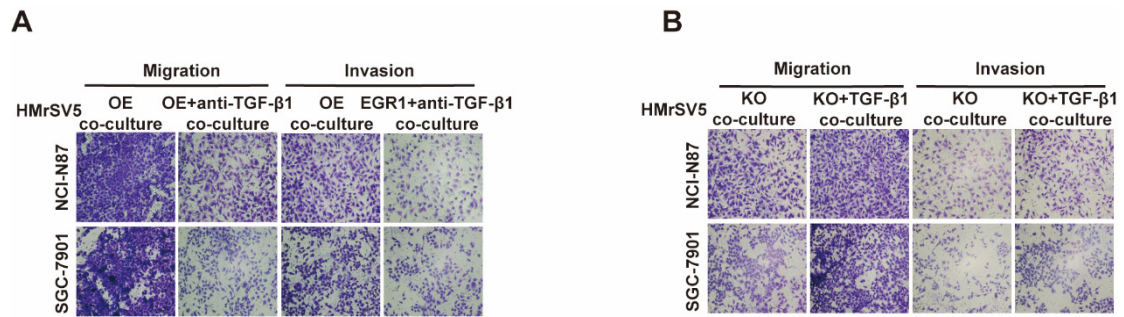 A
Migration
Invasion
HMrSV5
OE
co-culture
OE+anti-TGF-β1
co-culture
OE
co-culture
EGR1+anti-TGF-β1
co-culture
NCI-N87
SGC-7901
B
Migration
Invasion
HMrSV5
KO
co-culture
KO+TGF-β1
co-culture
KO
co-culture
KO+TGF-β1
co-culture
NCI-N87
SGC-7901